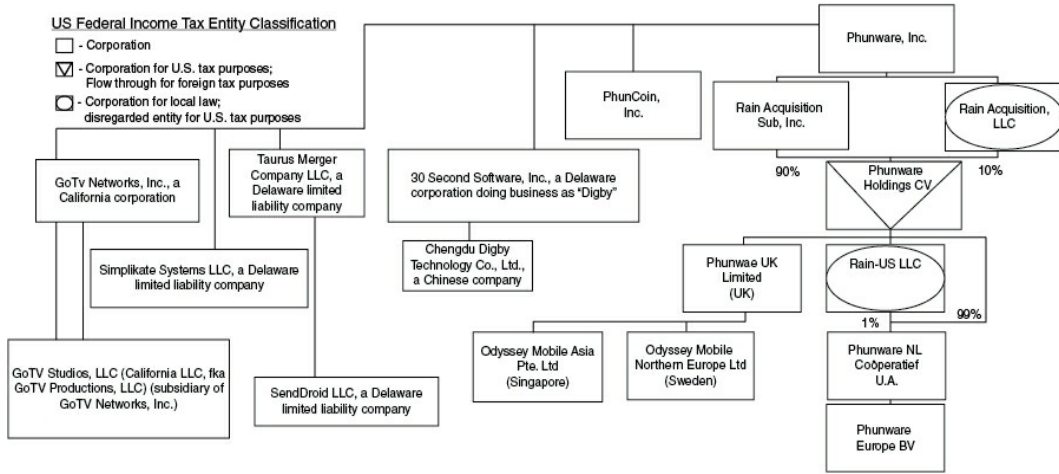 US Federal Income Tax Entity Classification
- Corporation
- Corporation for U.S. tax purposes;
Flow through for foreign tax purposes
- Corporation for local law;
disregarded entity for U.S. tax purposes
Phunware, Inc.
PhunCoin,
Inc.
Rain Acquisition
Sub, Inc.
Rain Acquisition,
LLC
GoTv Networks, Inc., a
California corporation
Taurus Merger
Company LLC, a
Delaware limited
liability company
30 Second Software, Inc., a Delaware
corporation doing business as “Digby”
90%
10%
Phunware
Holdings CV
Simplikate Systems LLC, a Delaware
limited liability company
Chengdu Digby
Technology Co., Ltd.,
a Chinese company
Phunwae UK
Limited
(UK)
Rain-US LLC
1%
99%
GoTV Studios, LLC (California LLC, fka
GoTV Productions, LLC) (subsidiary of
GoTV Networks, Inc.)
SendDroid LLC, a Delaware
limited liability company
Odyssey Mobile Asia
Pte. Ltd
(Singapore)
Odyssey Mobile
Northern Europe Ltd
(Sweden)
Phunware NL
Coöperatief
U.A.
Phunware
Europe BV